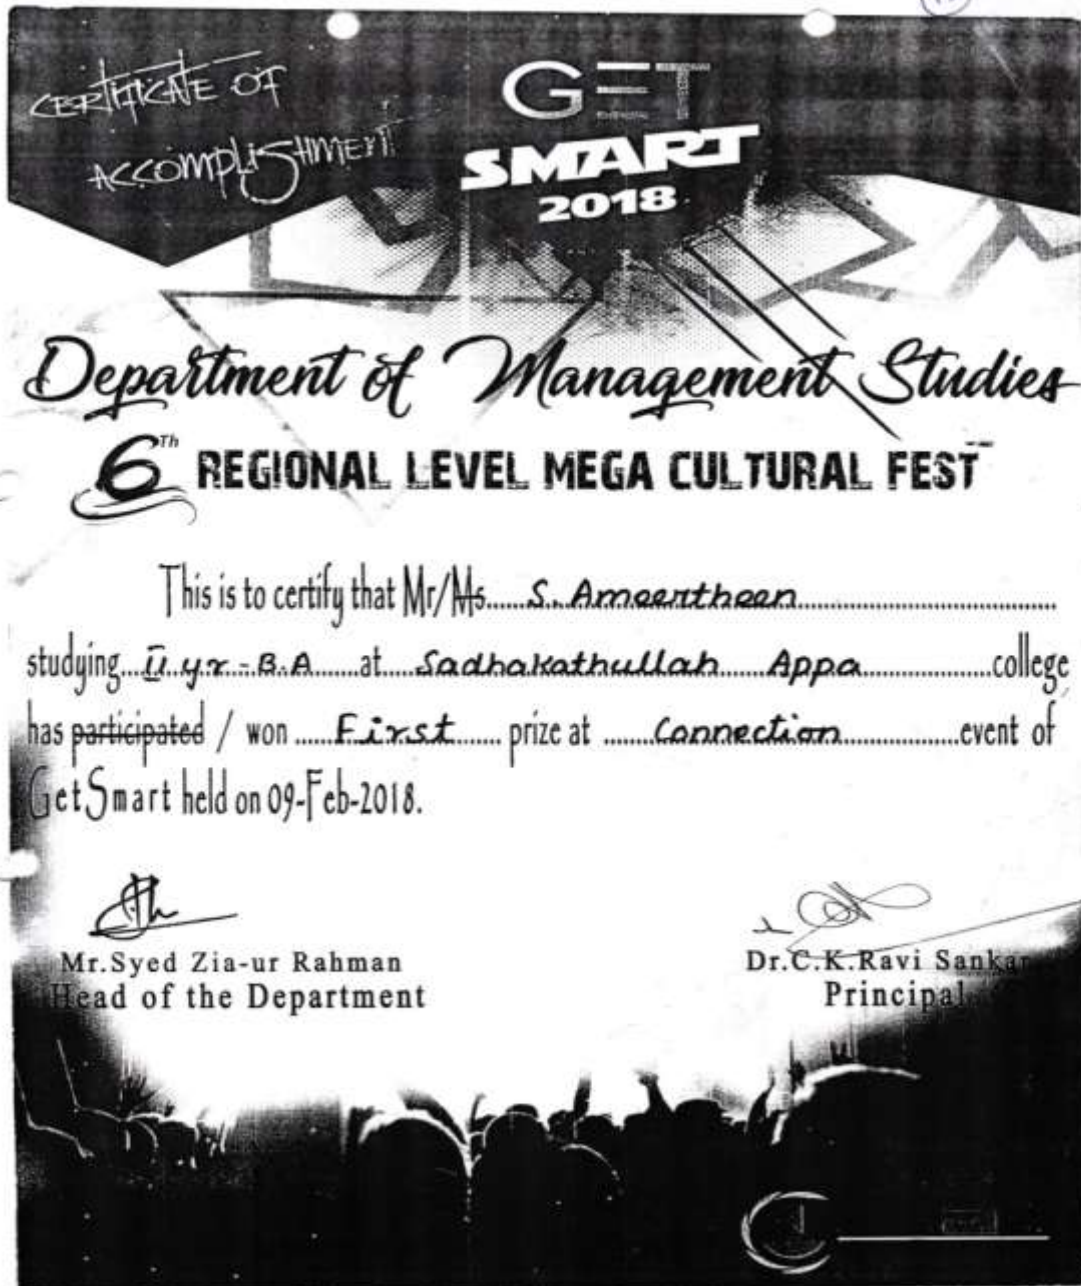 CERTIFICATE OF
ACCOMPLISHMENT
GET
SMART
2018
Department of Management Studies
6Th REGIONAL LEVEL MEGA CULTURAL FEST
This is to certify that Mr/Ms......S. Ameertheen......
studying...II yr - B.A......at......Sadhakathullah Appa......college
has participated / won ......First...... prize at ......Connection......event of
GetSmart held on 09-Feb-2018.
Mr.Syed Zia-ur Rahman
Head of the Department
Dr.C.K.Ravi Sankar
Principal